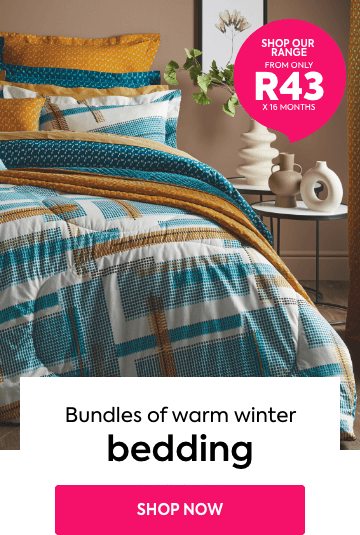 SHOP OUR
RANGE
FROM ONLY
R43
X 16 MONTHS
Bundles of warm winter
bedding
SHOP NOW